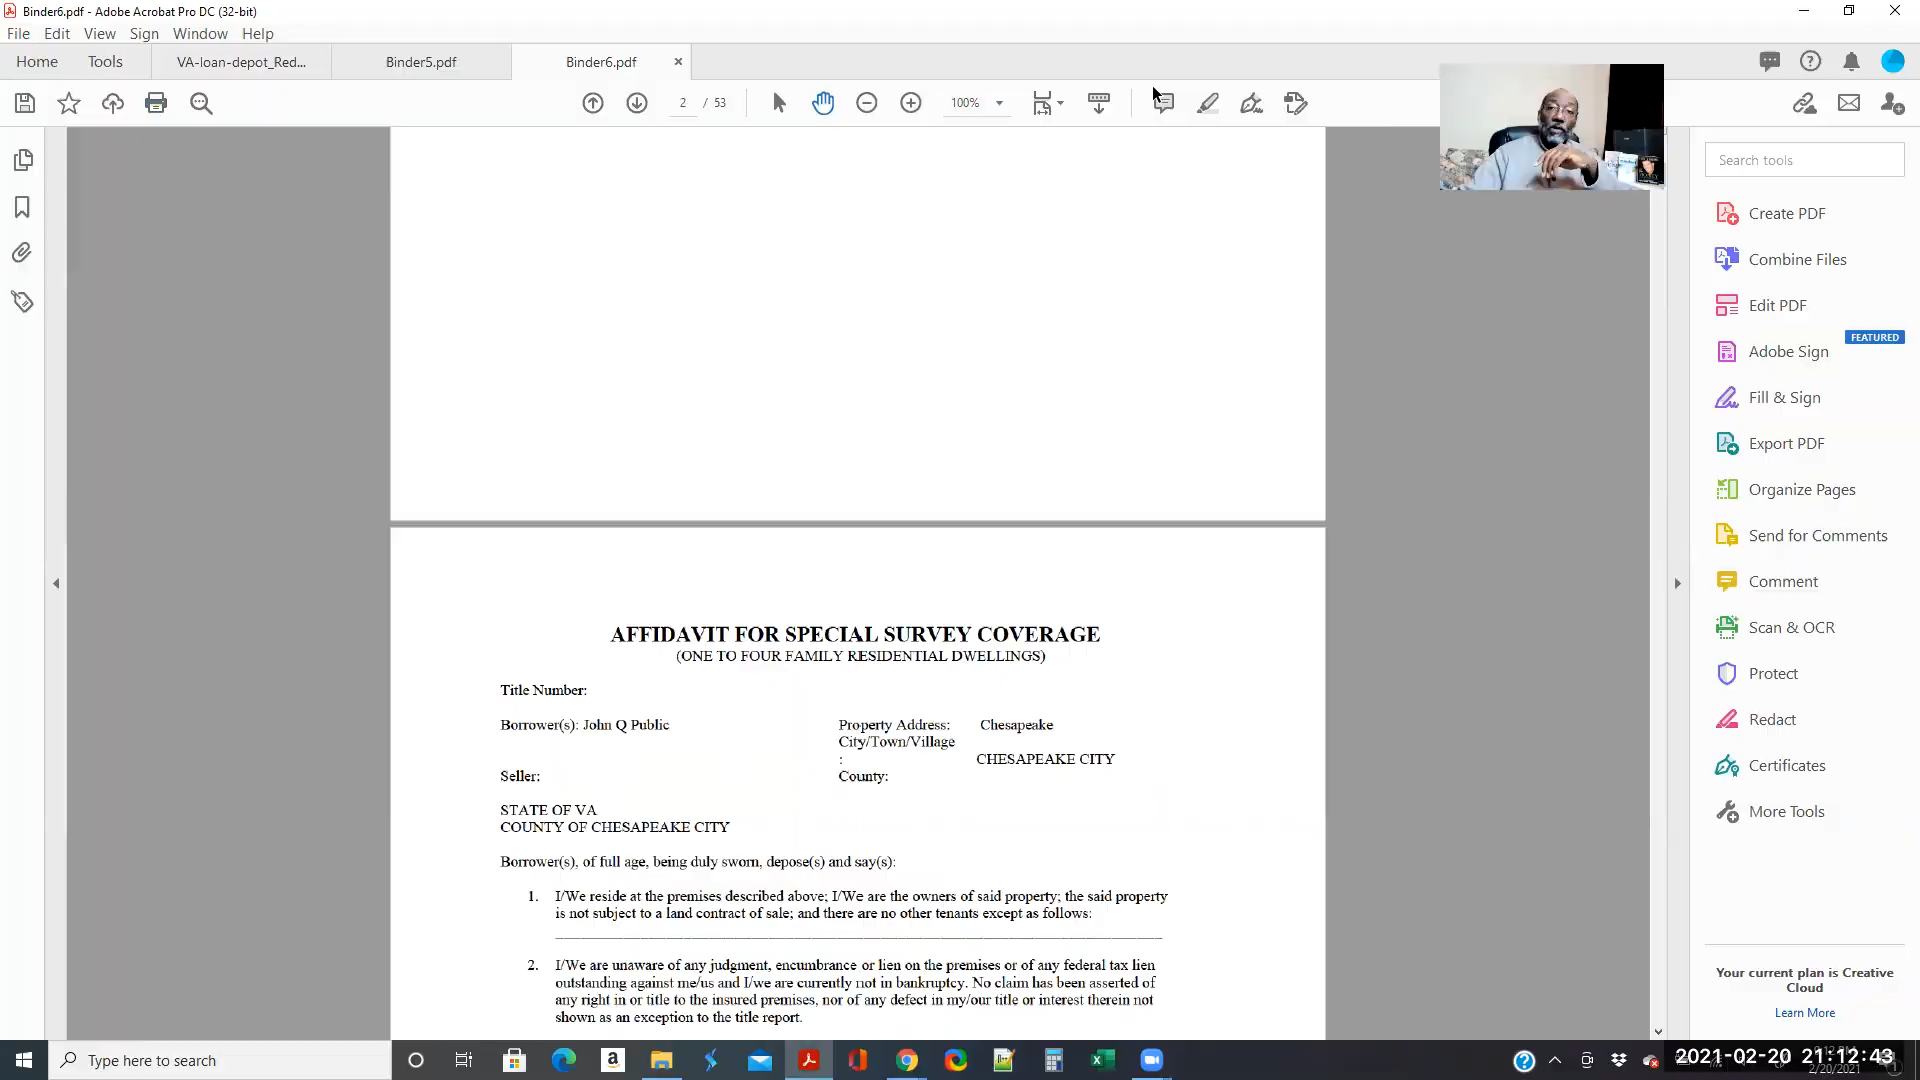 Binder6.pdf - Adobe Acrobat Pro DC (32-bit)
File Edit View Sign Window Help
Home Tools VA-loan-depot_Red... Binder5.pdf Binder6.pdf
2 / 53 100%
Search tools
Create PDF
Combine Files
Edit PDF
FEATURED
Adobe Sign
Fill & Sign
Export PDF
Organize Pages
Send for Comments
Comment
Scan & OCR
Protect
Redact
Certificates
More Tools
Your current plan is Creative
Cloud
Learn More
AFFIDAVIT FOR SPECIAL SURVEY COVERAGE
(ONE TO FOUR FAMILY RESIDENTIAL DWELLINGS)
Title Number:
Borrower(s): John Q Public Property Address: Chesapeake
City/Town/Village
: CHESAPEAKE CITY
Seller: County:
STATE OF VA
COUNTY OF CHESAPEAKE CITY
Borrower(s), of full age, being duly sworn, depose(s) and say(s):
1. I/We reside at the premises described above; I/We are the owners of said property; the said property
is not subject to a land contract of sale; and there are no other tenants except as follows:
2. I/We are unaware of any judgment, encumbrance or lien on the premises or of any federal tax lien
outstanding against me/us and I/we are currently not in bankruptcy. No claim has been asserted of
any right in or title to the insured premises, nor of any defect in my/our title or interest therein not
shown as an exception to the title report.
Type here to search
2021-02-20 21:12:43
2/20/2021